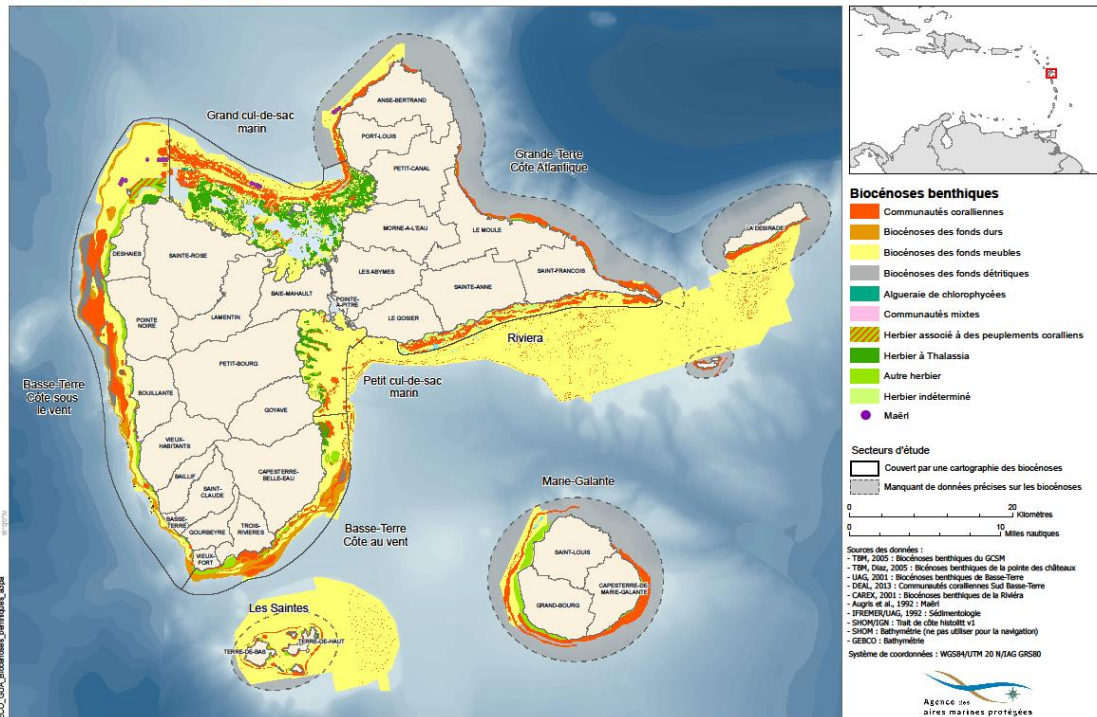 Grand cul-de-sac
marin
ANSE-BERTRAND
PORT-LOUIS
PETIT-CANAL
Grande-Terre
Côte Atlantique
MORNE-A-L'EAU
LE MOULE
LA DESIRADE
DESHAIES
SAINTE-ROSE
LES ABYMES
SAINT-FRANCOIS
SAINTE-ANNE
BAIE-MAHAULT
POINTE-
A-PITRE
LE GOSIER
POINTE
NOIRE
LAMENTIN
Riviera
PETIT-BOURG
Petit cul-de-sac
marin
Basse-Terre
Côte sous
le vent
BOUILLANTE
GOYAVE
VIEUX-
HABITANTS
CAPESTERRE-
BELLE-EAU
BAILLIF
SAINT-
CLAUDE
BASSE-
TERRE
GOURBEYRE
TROIS-
RIVIERES
VIEUX-
FORT
Basse-Terre
Côte au vent
Marie-Galante
SAINT-LOUIS
CAPESTERRE-DE
MARIE-GALANTE
GRAND-BOURG
Les Saintes
TERRE-DE-HAUT
TERRE-DE-BAS
Biocénoses benthiques
Communautés coralliennes
Biocénoses des fonds durs
Biocénoses des fonds meubles
Biocénoses des fonds détritiques
Algueraie de chlorophycées
Communautés mixtes
Herbier associé à des peuplements coralliens
Herbier à Thalassia
Autre herbier
Herbier indéterminé
Maërl
Secteurs d'étude
Couvert par une cartographie des biocénoses
Manquant de données précises sur les biocénoses
0 20
Kilomètres
0 10
Milles nautiques
Sources des données :
- TBM, 2005 : Biocénoses benthiques du GCSM
- TBM, Diaz, 2005 : Bicénoses benthiques de la pointe des châteaux
- UAG, 2001 : Biocénoses benthiques de Basse-Terre
- DEAL, 2013 : Communautés coralliennes Sud Basse-Terre
- CAREX, 2001 : Biocénoses benthiques de la Riviéra
- Augris et al., 1992 : Maërl
- IFREMER/UAG, 1992 : Sédimentologie
- SHOM/IGN : Trait de côte histolitt v1
- SHOM : Bathymétrie (ne pas utiliser pour la navigation)
- GEBCO : Bathymétrie
Système de coordonnées : WGS84/UTM 20 N/IAG GRS80
Agence des
aires marines protégées